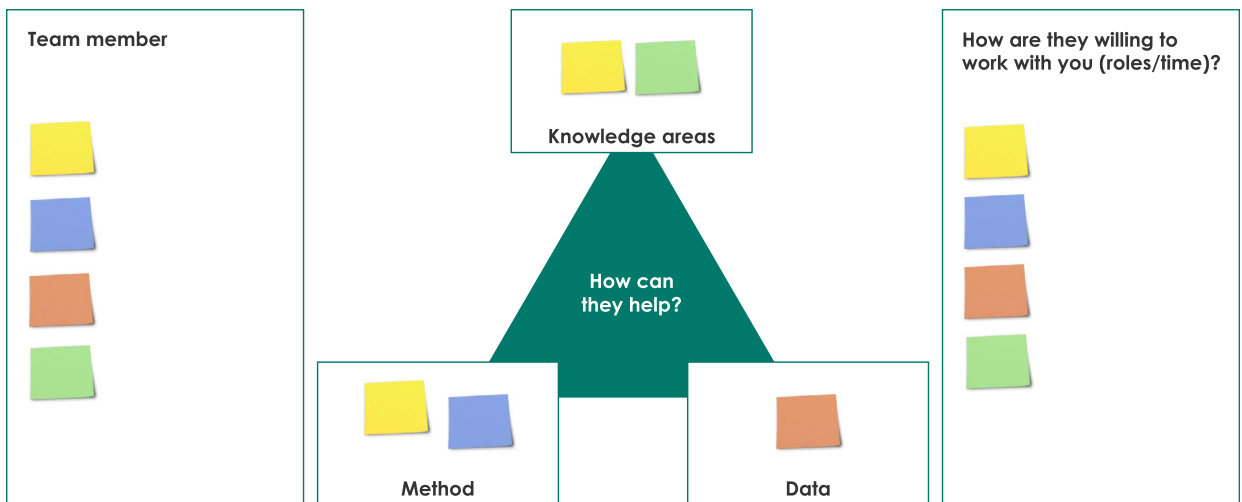 Team member
Knowledge areas
How can
they help?
Method
Data
How are they willing to
work with you (roles/time)?